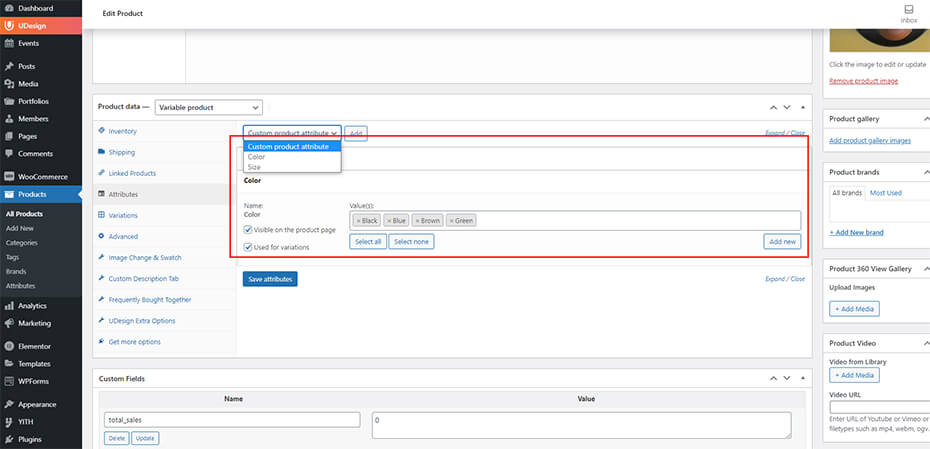 Dashboard
UDesign
Events
Posts
Media
Portfolios
Members
Pages
Comments
WooCommerce
Products
All Products
Add New
Categories
Tags
Brands
Attributes
Analytics
Marketing
Elementor
Templates
WPForms
Appearance
YITH
Plugins
Edit Product
inbox
Product data —
Variable product
Inventory
Shipping
Linked Products
Attributes
Variations
Advanced
Image Change & Swatch
Custom Description Tab
Frequently Bought Together
UDesign Extra Options
Get more options
Custom product attribute
Add
Expand / Close
Custom product attribute
Color
Size
Color
Name:
Value(s):
Color
× Black × Blue × Brown × Green
Visible on the product page
Used for variations
Select all
Select none
Add new
Save attributes
Expand / Close
Custom Fields
Name
Value
total_sales
0
Delete
Update
Click the image to edit or update
Remove product image
Product gallery
Add product gallery images
Product brands
All brands
Most Used
+ Add New brand
Product 360 View Gallery
Upload Images
+ Add Media
Product Video
Video from Library
+ Add Media
Video URL
Enter URL of Youtube or Vimeo or
filetypes such as mp4, webm, ogv.